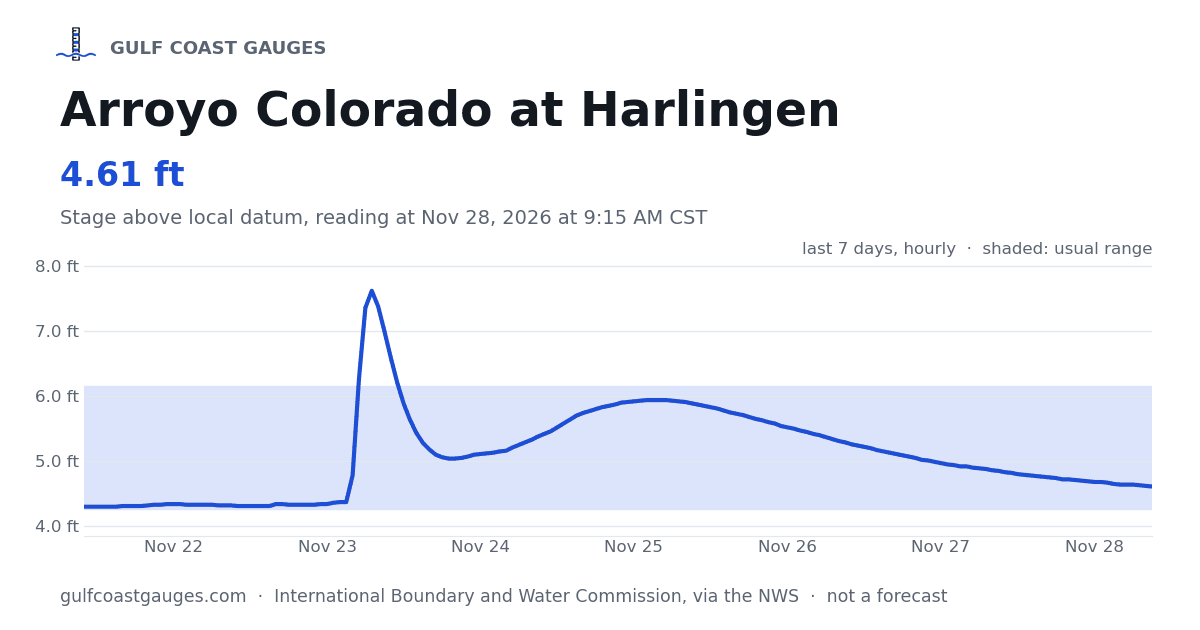 GULF COAST GAUGES
Arroyo Colorado at Harlingen
4.61 ft
Stage above local datum, reading at Nov 28, 2026 at 9:15 AM CST
last 7 days, hourly · shaded: usual range
8.0 ft
7.0 ft
6.0 ft
5.0 ft
4.0 ft
Nov 22 Nov 23 Nov 24 Nov 25 Nov 26 Nov 27 Nov 28
gulfcoastgauges.com · International Boundary and Water Commission, via the NWS · not a forecast